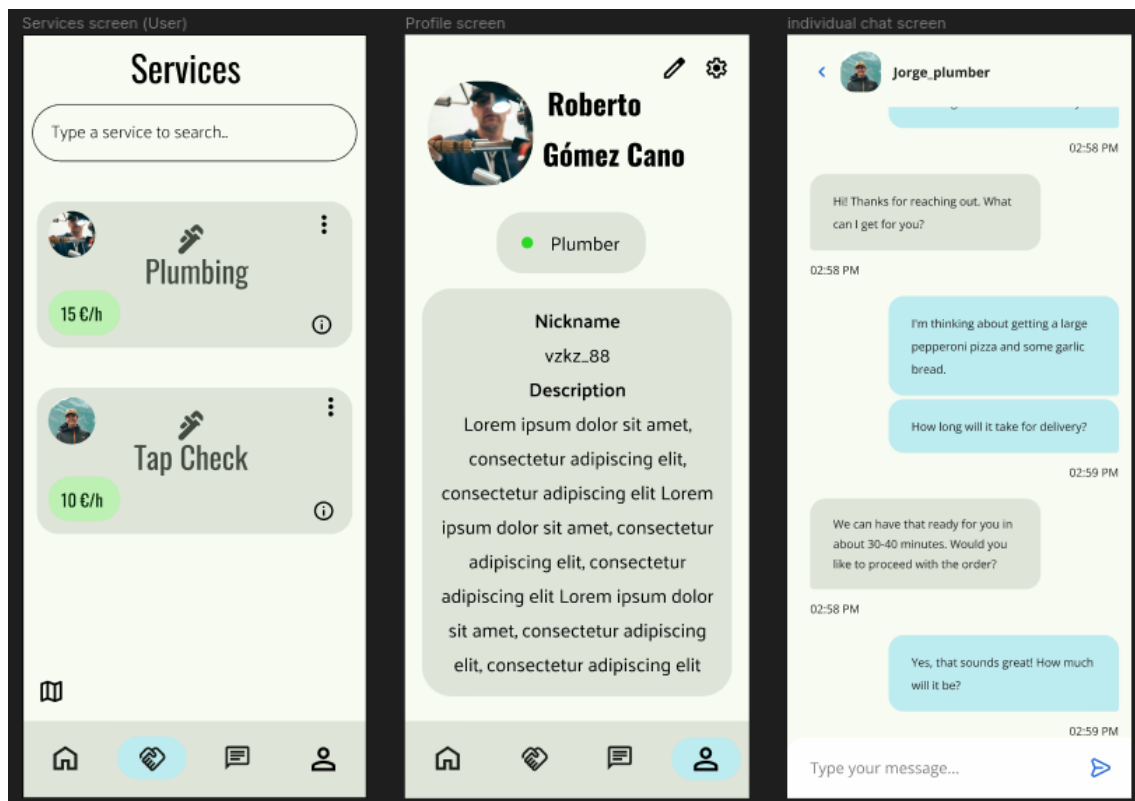 Services screen (User)
Services
Type a service to search..
Plumbing
15 €/h
Tap Check
10 €/h
Profile screen
Roberto
Gómez Cano
Plumber
Nickname
vzkz_88
Description
Lorem ipsum dolor sit amet,
consectetur adipiscing elit,
consectetur adipiscing elit Lorem
ipsum dolor sit amet, consectetur
adipiscing elit, consectetur
adipiscing elit Lorem ipsum dolor
sit amet, consectetur adipiscing
elit, consectetur adipiscing elit
individual chat screen
Jorge_plumber
02:58 PM
Hi! Thanks for reaching out. What
can I get for you?
02:58 PM
I'm thinking about getting a large
pepperoni pizza and some garlic
bread.
How long will it take for delivery?
02:59 PM
We can have that ready for you in
about 30-40 minutes. Would you
like to proceed with the order?
02:58 PM
Yes, that sounds great! How much
will it be?
02:59 PM
Type your message...